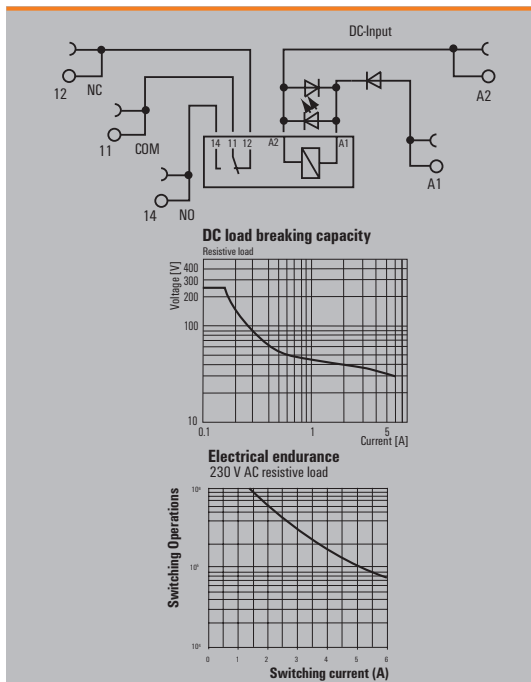 DC-Input
12 NC
A2
11 COM
14 11 12 A2 A1
A1
14 NO
DC load breaking capacity
Resistive load
Voltage [V]
400
300
200
100
10
0.1 1 5
Current [A]
Electrical endurance
230 V AC resistive load
Switching Operations
0 1 2 3 4 5 6
Switching current (A)